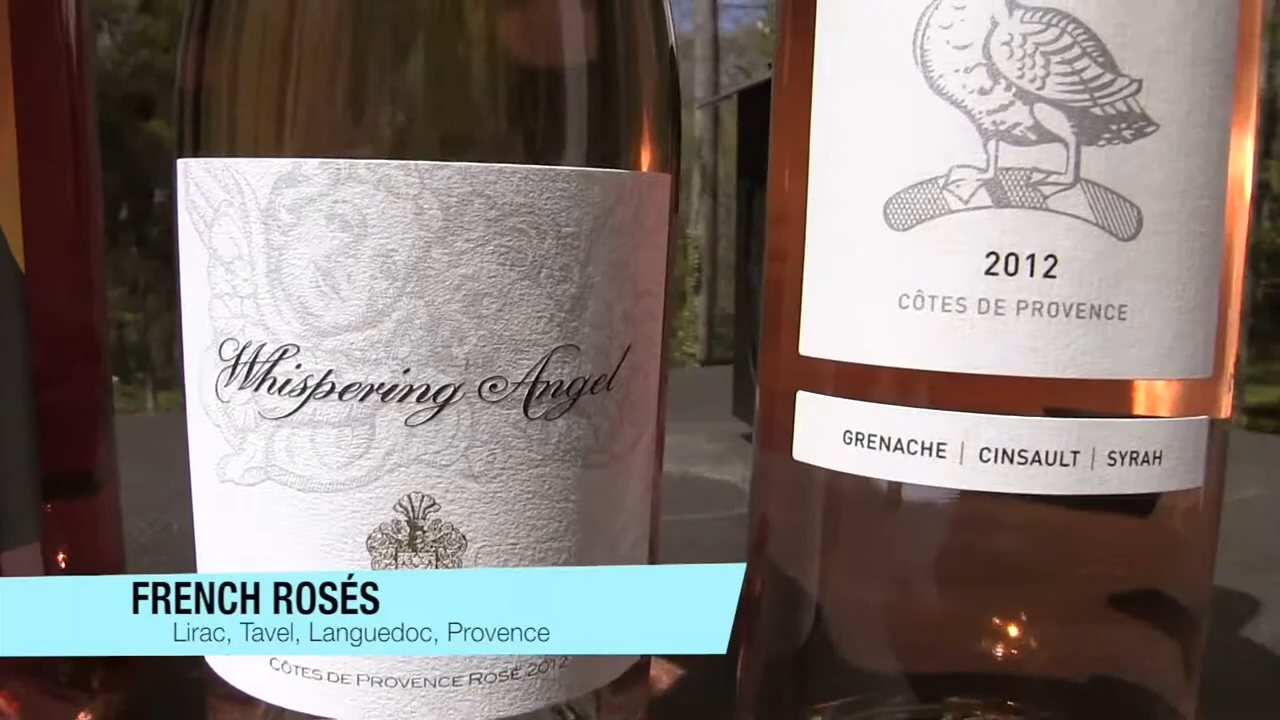 Whispering Angel
CÔTES DE PROVENCE ROSÉ 2012
2012
CÔTES DE PROVENCE
GRENACHE | CINSAULT | SYRAH
FRENCH ROSÉS
Lirac, Tavel, Languedoc, Provence